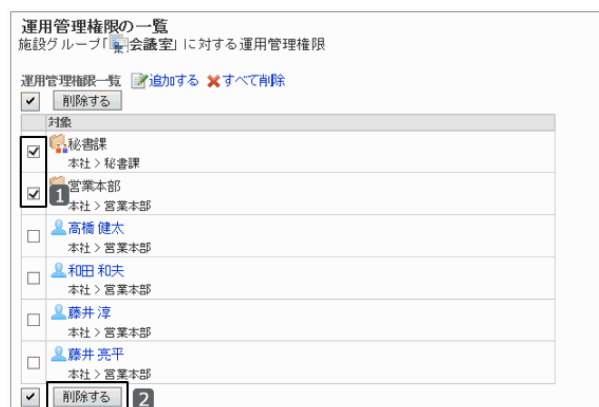 運用管理権限の一覧
施設グループ「会議室」に対する運用管理権限
運用管理権限一覧 追加する すべて削除
削除する
対象
秘書課
本社 > 秘書課
営業本部
1
本社 > 営業本部
高橋 健太
本社 > 営業本部
和田 和夫
本社 > 営業本部
藤井 淳
本社 > 営業本部
藤井 亮平
本社 > 営業本部
削除する 2